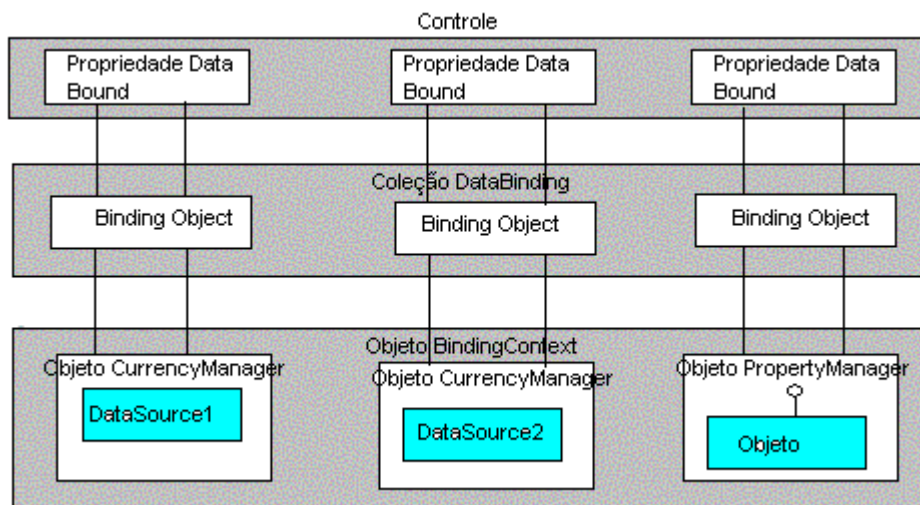 Controle
Propriedade Data
Bound
Propriedade Data
Bound
Propriedade Data
Bound
Coleção DataBinding
Binding Object
Binding Object
Binding Object
Objeto BindingContext
Objeto CurrencyManager
Objeto CurrencyManager
Objeto PropertyManager
DataSource1
DataSource2
Objeto